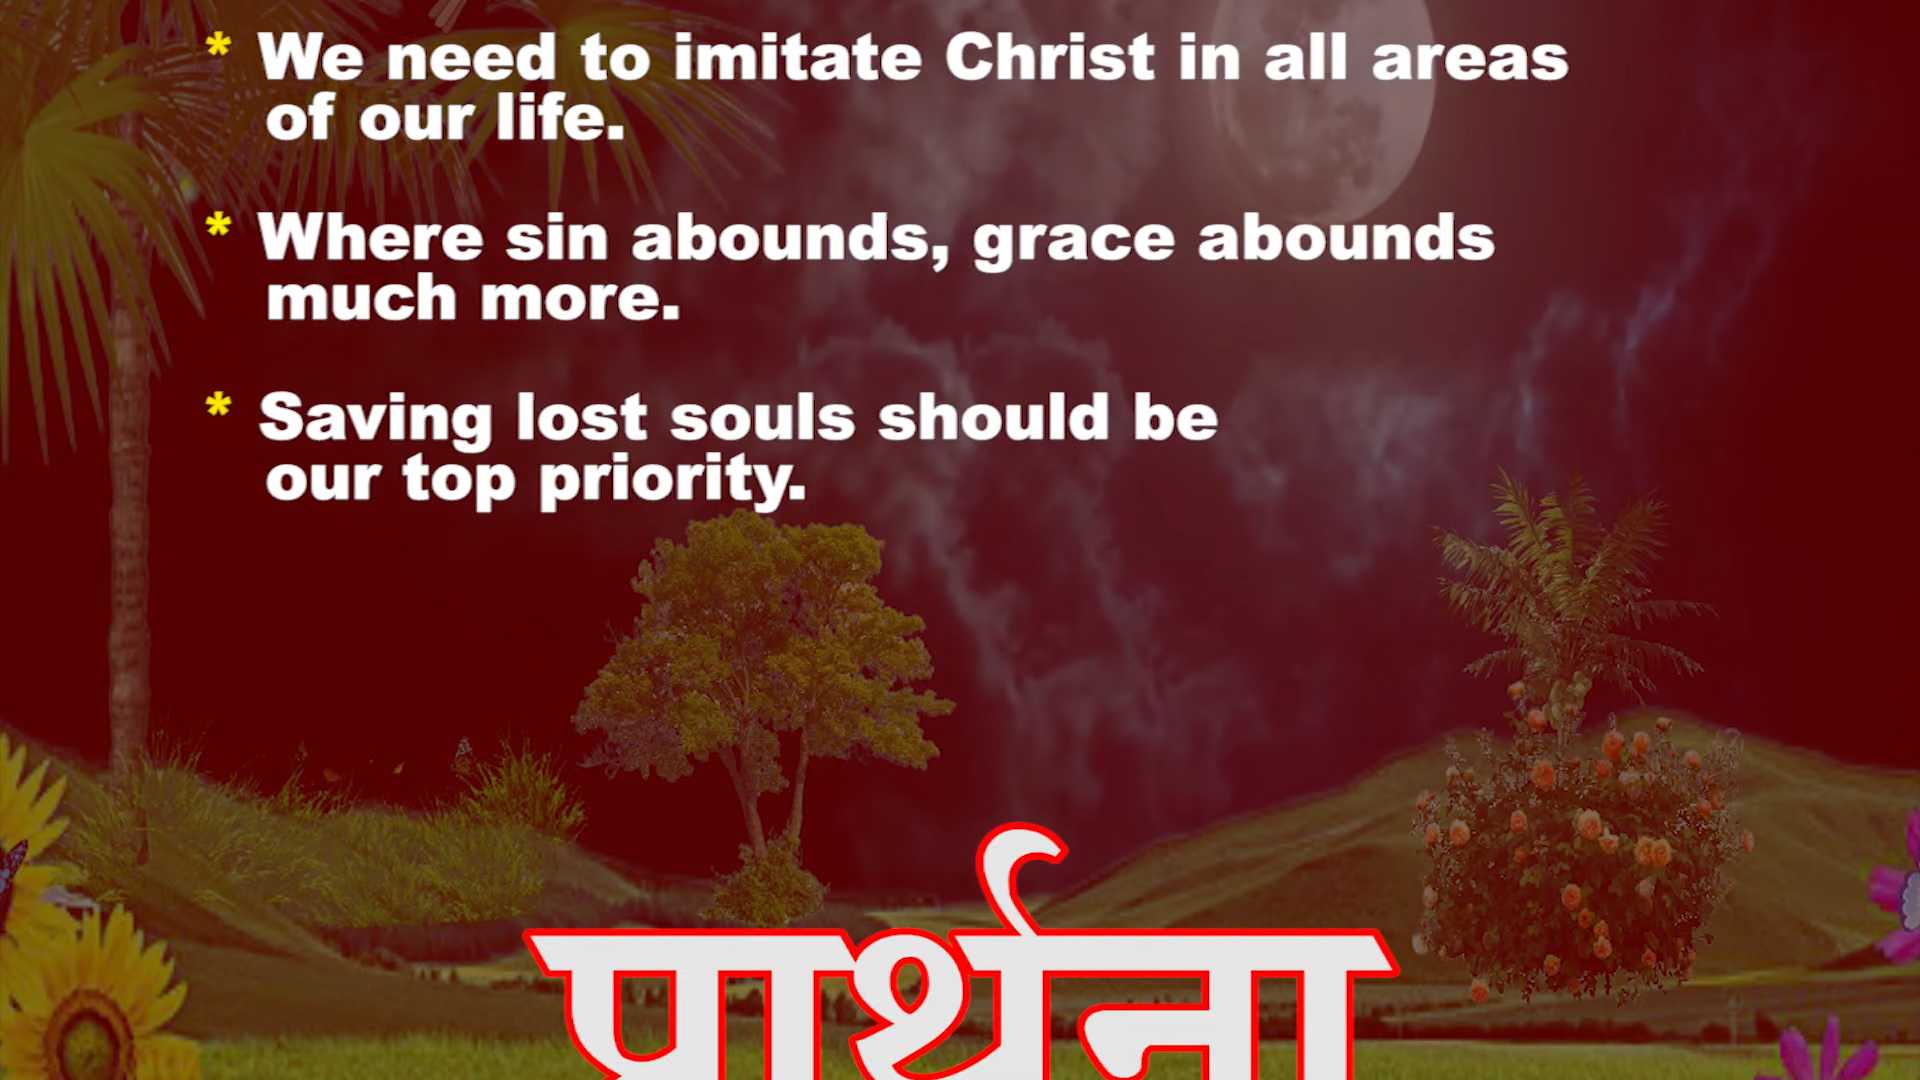 * We need to imitate Christ in all areas
of our life.
* Where sin abounds, grace abounds
much more.
* Saving lost souls should be
our top priority.
प्रार्थना